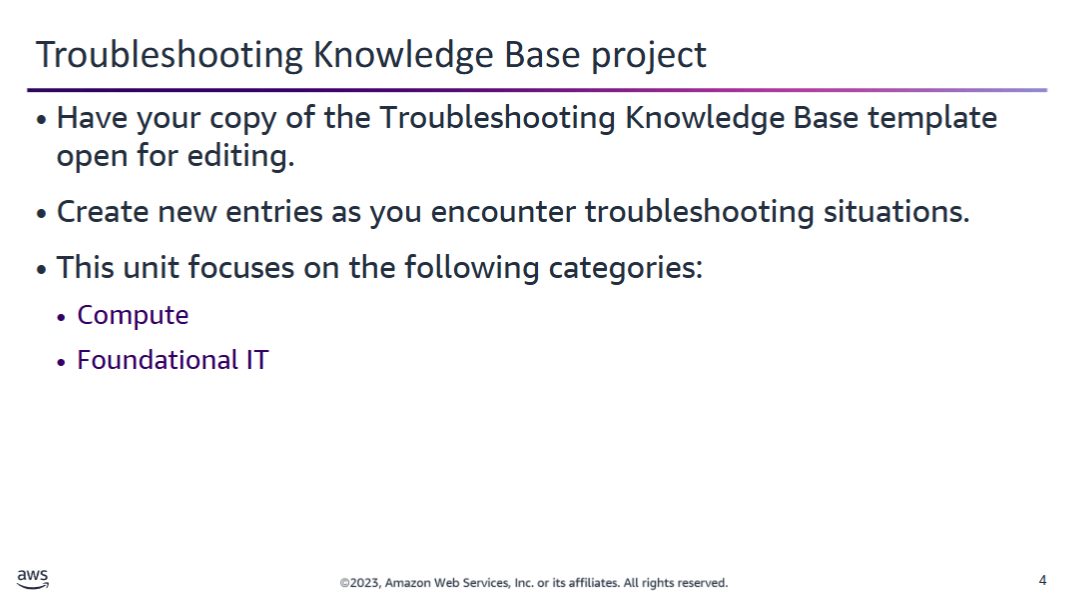 Troubleshooting Knowledge Base project
• Have your copy of the Troubleshooting Knowledge Base template
open for editing.
• Create new entries as you encounter troubleshooting situations.
• This unit focuses on the following categories:
• Compute
• Foundational IT
aws
©2023, Amazon Web Services, Inc. or its affiliates. All rights reserved.
4